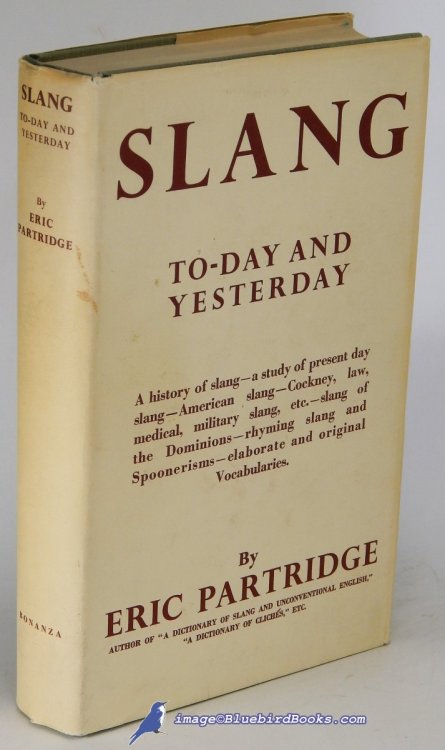 SLANG
TO-DAY AND
YESTERDAY
By
ERIC
PARTRIDGE
BONANZA
SLANG
TO-DAY AND
YESTERDAY
A history of slang—a study of present day
slang—American slang—Cockney, law,
medical, military slang, etc.—slang of
the Dominions—rhyming slang and
Spoonerisms—elaborate and original
Vocabularies.
By
ERIC PARTRIDGE
AUTHOR OF "A DICTIONARY OF SLANG AND UNCONVENTIONAL ENGLISH,"
"A DICTIONARY OF CLICHÉS," ETC.
image©BluebirdBooks.com